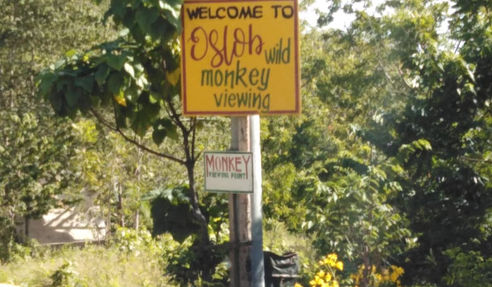 WELCOME TO
Oslob wild
monkey
viewing
MONKEY
VIEWING POINT